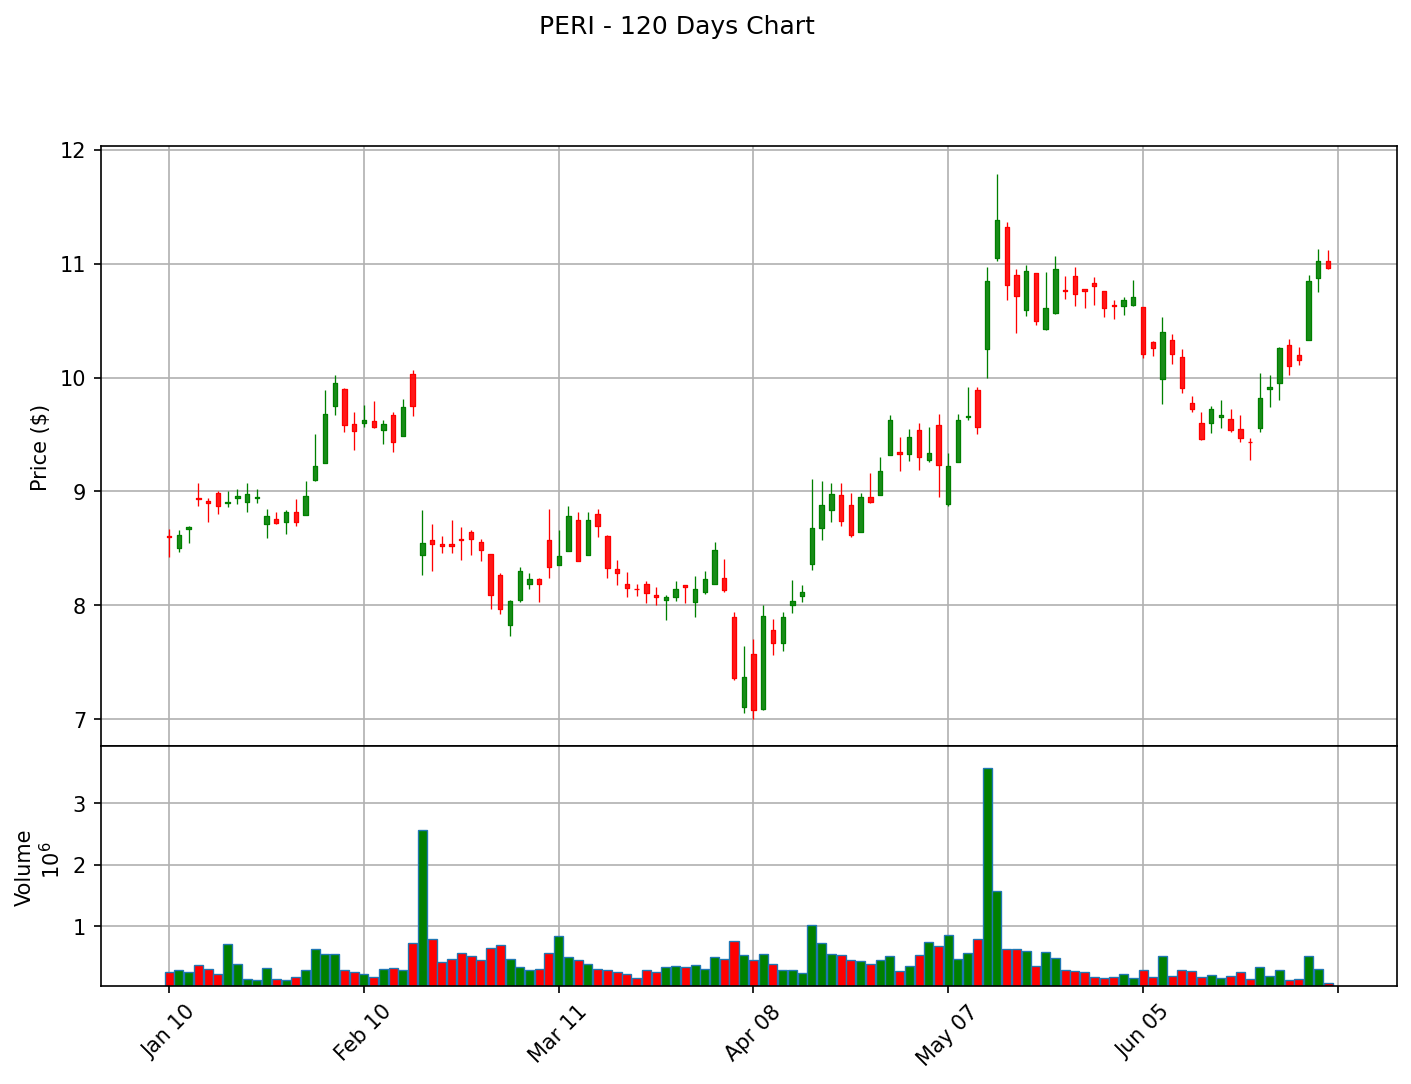 PERI - 120 Days Chart
12
11
10
9
8
7
Price ($)
3
2
1
Volume
10^6
Jan 10
Feb 10
Mar 11
Apr 08
May 07
Jun 05